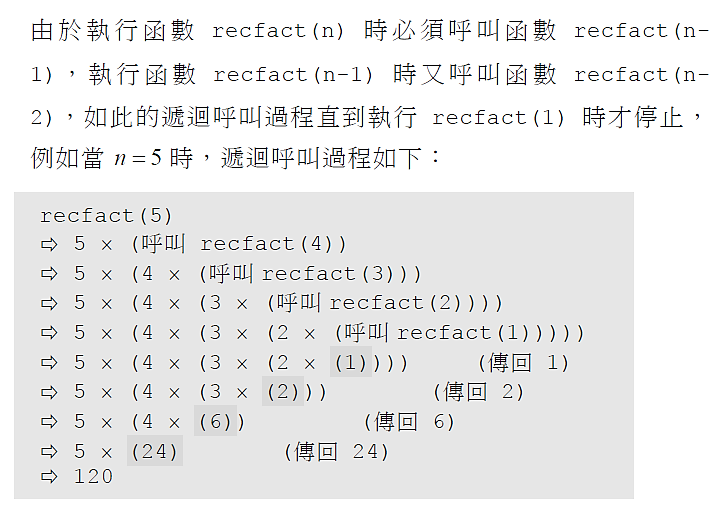 由於執行函數 recfact(n) 時必須呼叫函數 recfact(n-
1)，執行函數 recfact(n-1) 時又呼叫函數 recfact(n-
2)，如此的遞迴呼叫過程直到執行 recfact(1) 時才停止，
例如當 n = 5 時，遞迴呼叫過程如下：
recfact(5)
⇨ 5 × (呼叫 recfact(4))
⇨ 5 × (4 × (呼叫 recfact(3)))
⇨ 5 × (4 × (3 × (呼叫 recfact(2))))
⇨ 5 × (4 × (3 × (2 × (呼叫 recfact(1)))))
⇨ 5 × (4 × (3 × (2 × (1)))) (傳回 1)
⇨ 5 × (4 × (3 × (2))) (傳回 2)
⇨ 5 × (4 × (6)) (傳回 6)
⇨ 5 × (24) (傳回 24)
⇨ 120